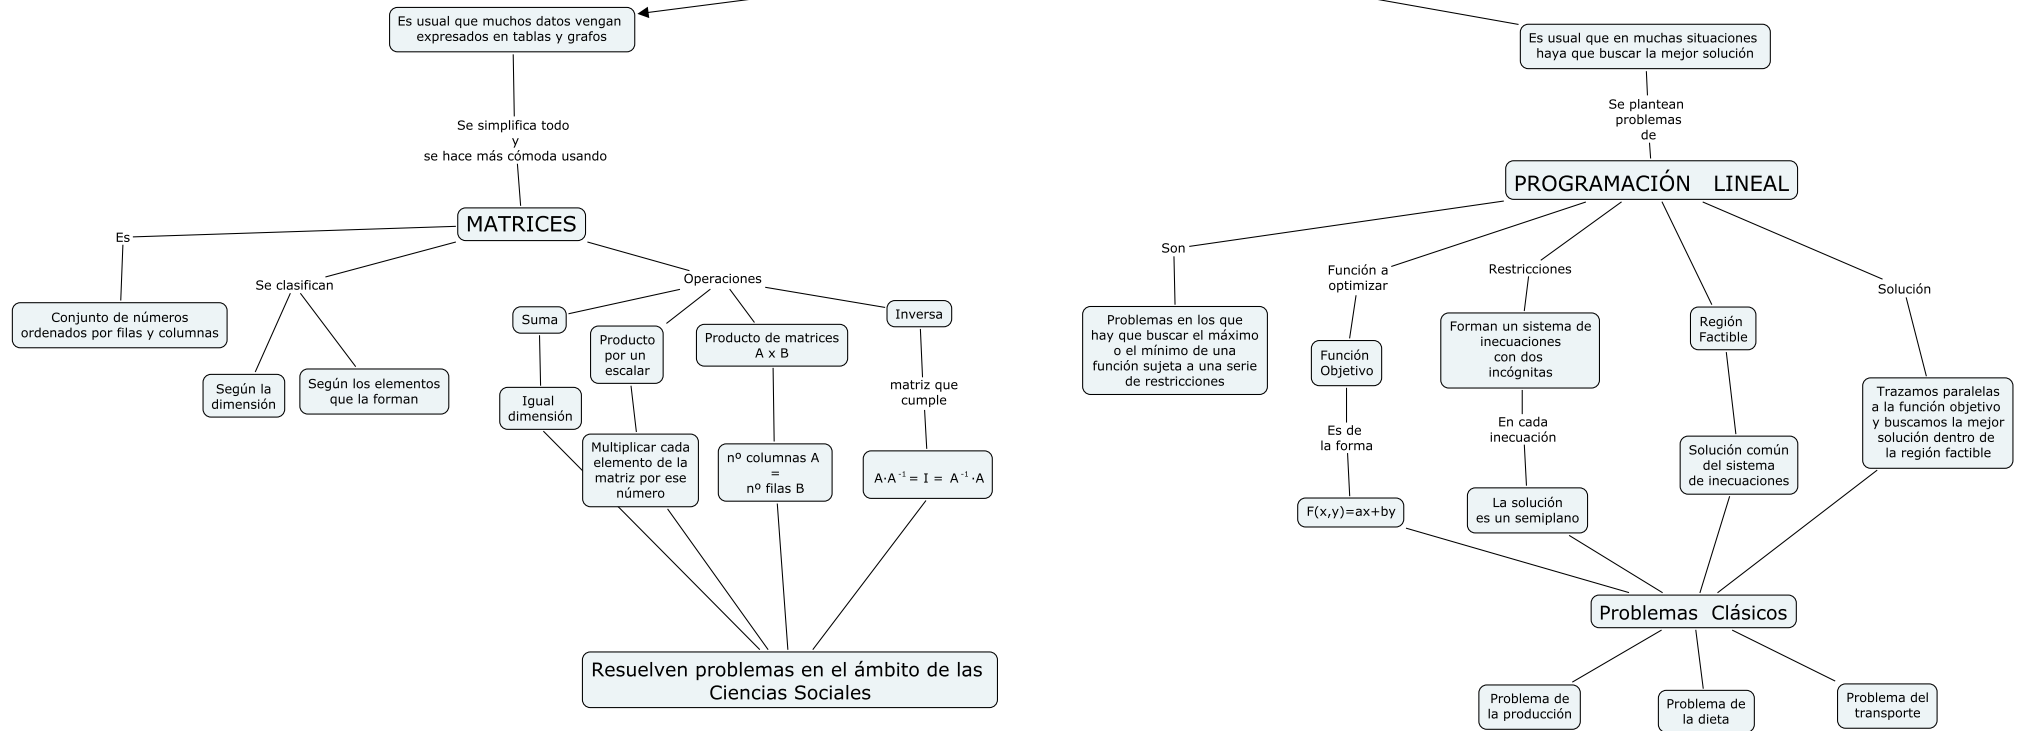 Es usual que muchos datos vengan
expresados en tablas y grafos
Se simplifica todo
y
se hace más cómoda usando
MATRICES
Es
Conjunto de números
ordenados por filas y columnas
Se clasifican
Según la
dimensión
Según los elementos
que la forman
Operaciones
Suma
Igual
dimensión
Producto
por un
escalar
Multiplicar cada
elemento de la
matriz por ese
número
Producto de matrices
A x B
nº columnas A
=
nº filas B
Inversa
matriz que
cumple
A·A⁻¹ = I = A⁻¹·A
Resuelven problemas en el ámbito de las
Ciencias Sociales
Es usual que en muchas situaciones
haya que buscar la mejor solución
Se plantean
problemas
de
PROGRAMACIÓN LINEAL
Son
Problemas en los que
hay que buscar el máximo
o el mínimo de una
función sujeta a una serie
de restricciones
Función a
optimizar
Función
Objetivo
Es de
la forma
F(x,y)=ax+by
Restricciones
Forman un sistema de
inecuaciones
con dos
incógnitas
En cada
inecuación
La solución
es un semiplano
Región
Factible
Solución común
del sistema
de inecuaciones
Solución
Trazamos paralelas
a la función objetivo
y buscamos la mejor
solución dentro de
la región factible
Problemas Clásicos
Problema de
la producción
Problema de
la dieta
Problema del
transporte